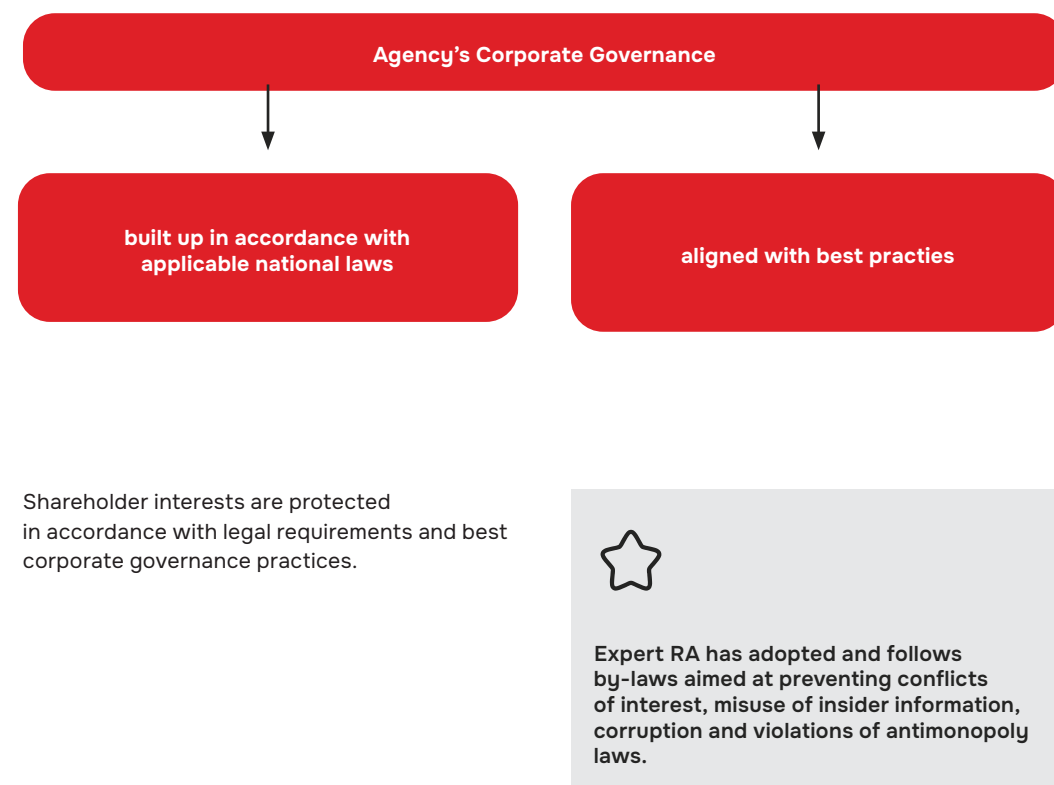 Agency’s Corporate Governance
built up in accordance with
applicable national laws
aligned with best practies
Shareholder interests are protected
in accordance with legal requirements and best
corporate governance practices.
Expert RA has adopted and follows
by-laws aimed at preventing conflicts
of interest, misuse of insider information,
corruption and violations of antimonopoly
laws.